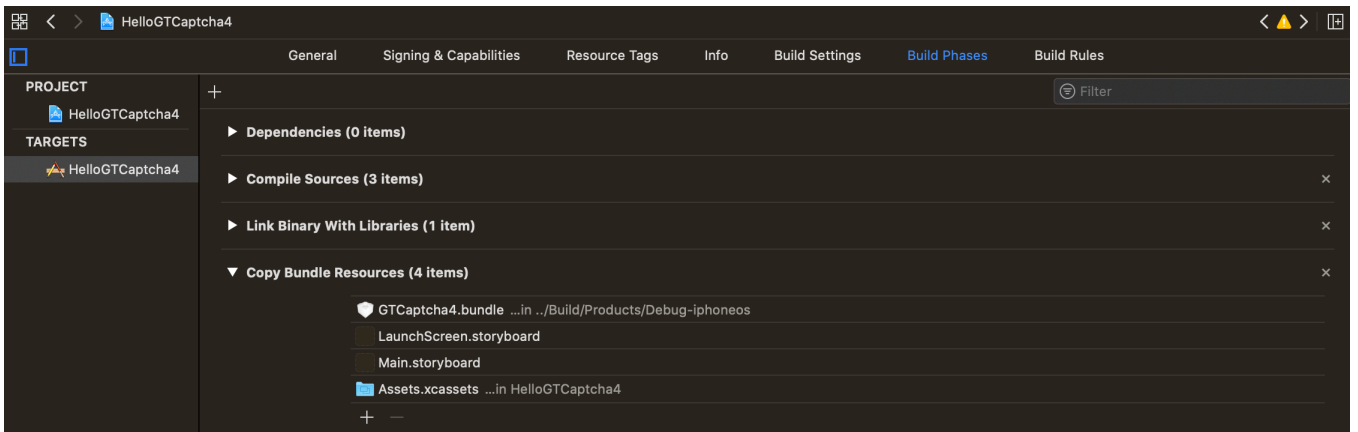 HelloGTCaptcha4
General Signing & Capabilities Resource Tags Info Build Settings Build Phases Build Rules
PROJECT
HelloGTCaptcha4
TARGETS
HelloGTCaptcha4
Filter
Dependencies (0 items)
Compile Sources (3 items)
Link Binary With Libraries (1 item)
Copy Bundle Resources (4 items)
GTCaptcha4.bundle ...in ../Build/Products/Debug-iphoneos
LaunchScreen.storyboard
Main.storyboard
Assets.xcassets ...in HelloGTCaptcha4